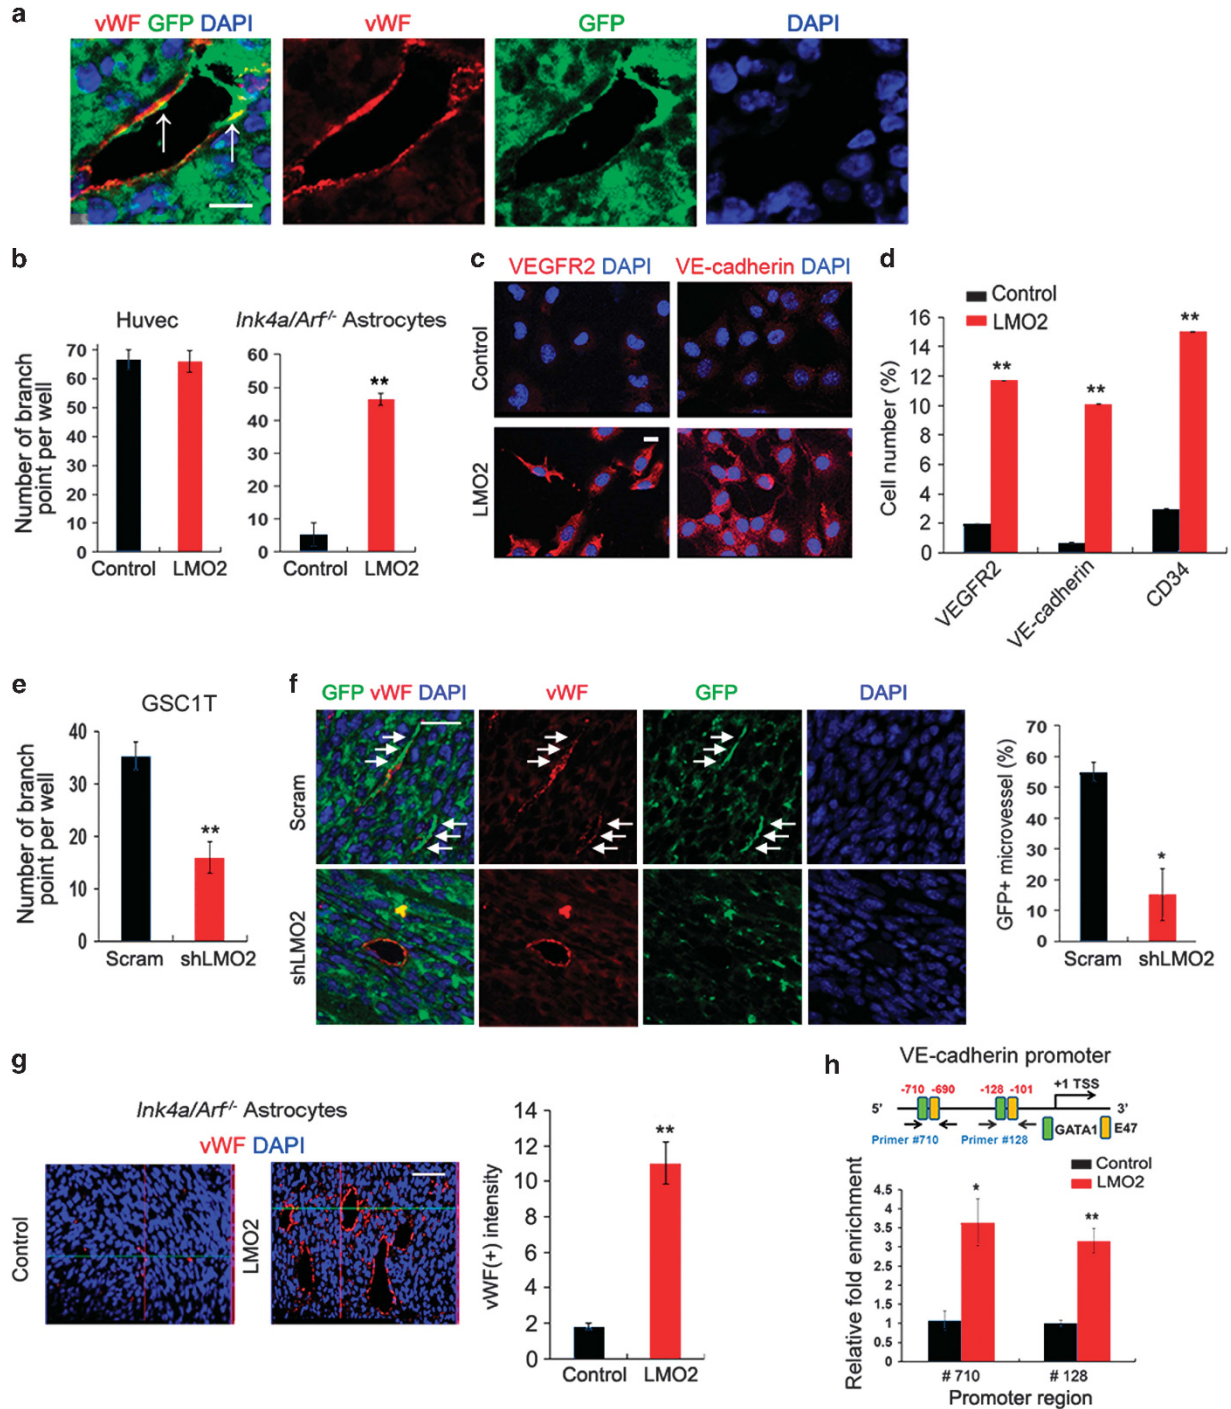 a
vWF GFP DAPI
vWF
GFP
DAPI
b
Huvec
Ink4a/Arf-/- Astrocytes
Number of branch
point per well
70
60
50
40
30
20
10
0
Control LMO2
60
50
40
30
20
10
0
**
Control LMO2
c
VEGFR2 DAPI
VE-cadherin DAPI
Control
LMO2
d
Control
LMO2
Cell number (%)
16
14
12
10
8
6
4
2
0
**
**
**
VEGFR2
VE-cadherin
CD34
e
GSC1T
Number of branch
point per well
40
30
20
10
0
**
Scram shLMO2
f
GFP vWF DAPI
vWF
GFP
DAPI
Scram
shLMO2
GFP+ microvessel (%)
70
60
50
40
30
20
10
0
*
Scram shLMO2
g
Ink4a/Arf-/- Astrocytes
vWF DAPI
Control
LMO2
vWF(+) intensity
14
12
10
8
6
4
2
0
**
Control LMO2
h
VE-cadherin promoter
-710 -690 -128 -101 +1 TSS
5' 3'
Primer #710 Primer #128 GATA1 E47
Control
LMO2
Relative fold enrichment
4.5
4
3.5
3
2.5
2
1.5
1
0.5
0
*
**
# 710 # 128
Promoter region